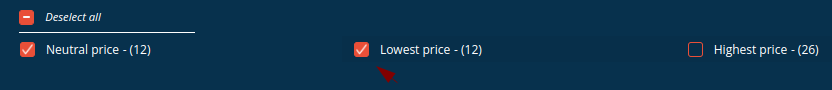 Deselect all
Neutral price - (12)
Lowest price - (12)
Highest price - (26)